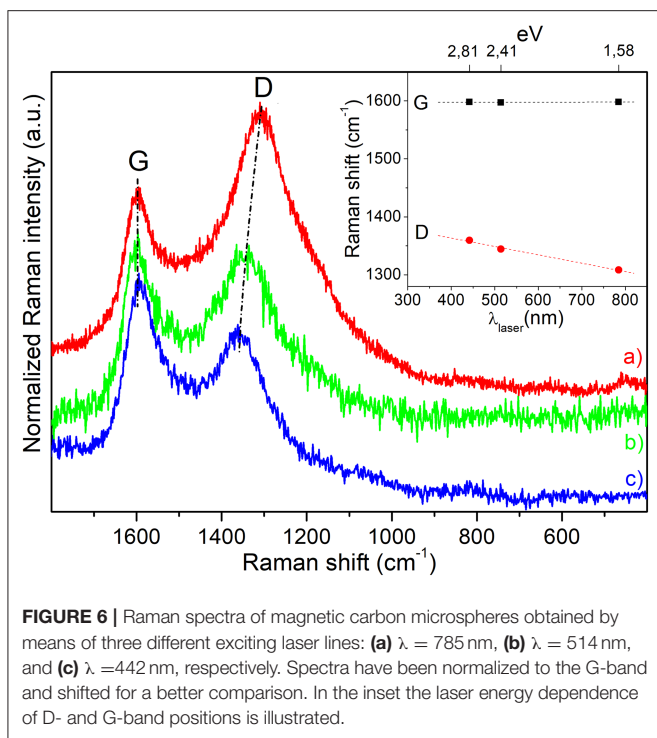 eV
2,81 2,41 1,58
G
D
Normalized Raman intensity (a.u.)
Raman shift (cm⁻¹)
1600
1500
1400
1300
G
D
300 400 500 600 700 800
λlaser(nm)
a)
b)
c)
1600 1400 1200 1000 800 600
Raman shift (cm⁻¹)
FIGURE 6 | Raman spectra of magnetic carbon microspheres obtained by
means of three different exciting laser lines: (a) λ = 785 nm, (b) λ = 514 nm,
and (c) λ =442 nm, respectively. Spectra have been normalized to the G-band
and shifted for a better comparison. In the inset the laser energy dependence
of D- and G-band positions is illustrated.